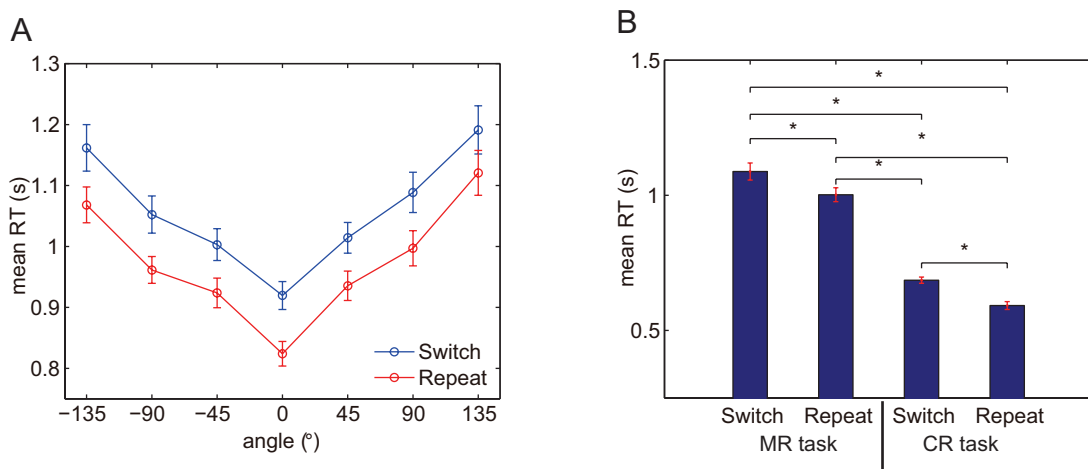 A
mean RT (s)
1.3
1.2
1.1
1
0.9
0.8
−135 −90 −45 0 45 90 135
angle (°)
Switch
Repeat
B
mean RT (s)
1.5
1
0.5
*
*
*
*
*
*
Switch Repeat Switch Repeat
MR task CR task